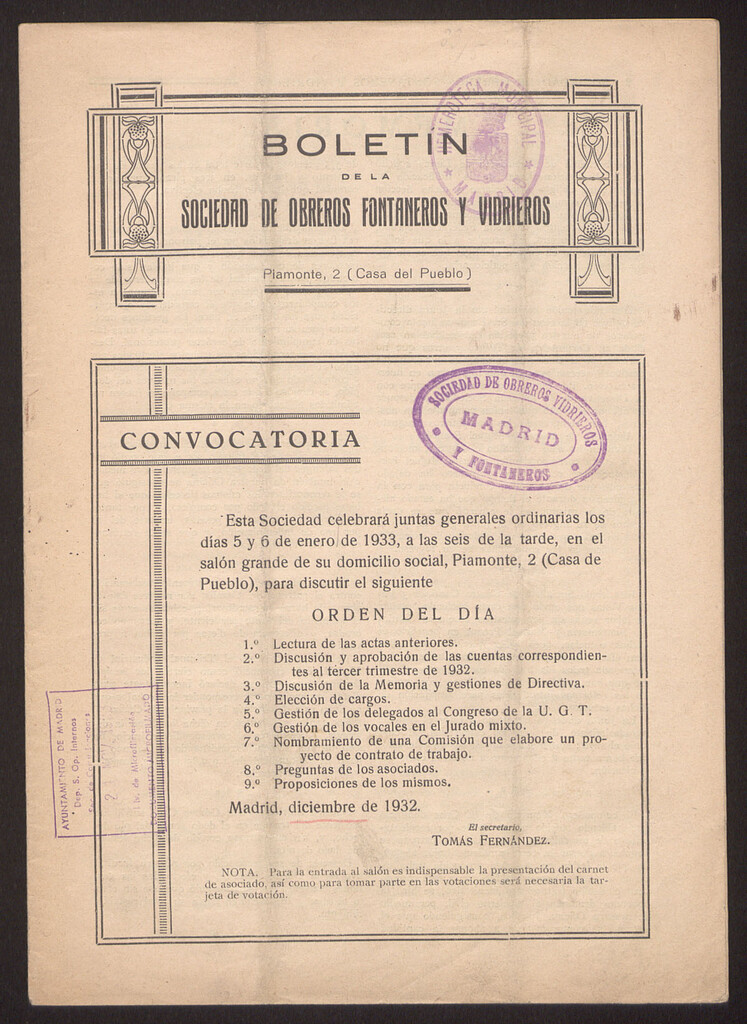 BOLETIN
DE LA
SOCIEDAD DE OBREROS FONTANEROS Y VIDRIEROS
HEMEROTECA MUNICIPAL
MADRID
Piamonte, 2 (Casa del Pueblo)
CONVOCATORIA
SOCIEDAD DE OBREROS VIDRIEROS
MADRID
Y FONTANEROS
Esta Sociedad celebrará juntas generales ordinarias los
días 5 y 6 de enero de 1933, a las seis de la tarde, en el
salón grande de su domicilio social, Piamonte, 2 (Casa de
Pueblo), para discutir el siguiente
ORDEN DEL DÍA
1.º Lectura de las actas anteriores.
2.º Discusión y aprobación de las cuentas correspondien-
tes al tercer trimestre de 1932.
3.º Discusión de la Memoria y gestiones de Directiva.
4.º Elección de cargos.
5.º Gestión de los delegados al Congreso de la U. G. T.
6.º Gestión de los vocales en el Jurado mixto.
7.º Nombramiento de una Comisión que elabore un pro-
yecto de contrato de trabajo.
8.º Preguntas de los asociados.
9.º Proposiciones de los mismos.
Madrid, diciembre de 1932.
El secretario,
TOMÁS FERNÁNDEZ.
NOTA. Para la entrada al salón es indispensable la presentación del carnet
de asociado, así como para tomar parte en las votaciones será necesaria la tar-
jeta de votación.
AYUNTAMIENTO DE MADRID
Dep. S. Op. Internos
2